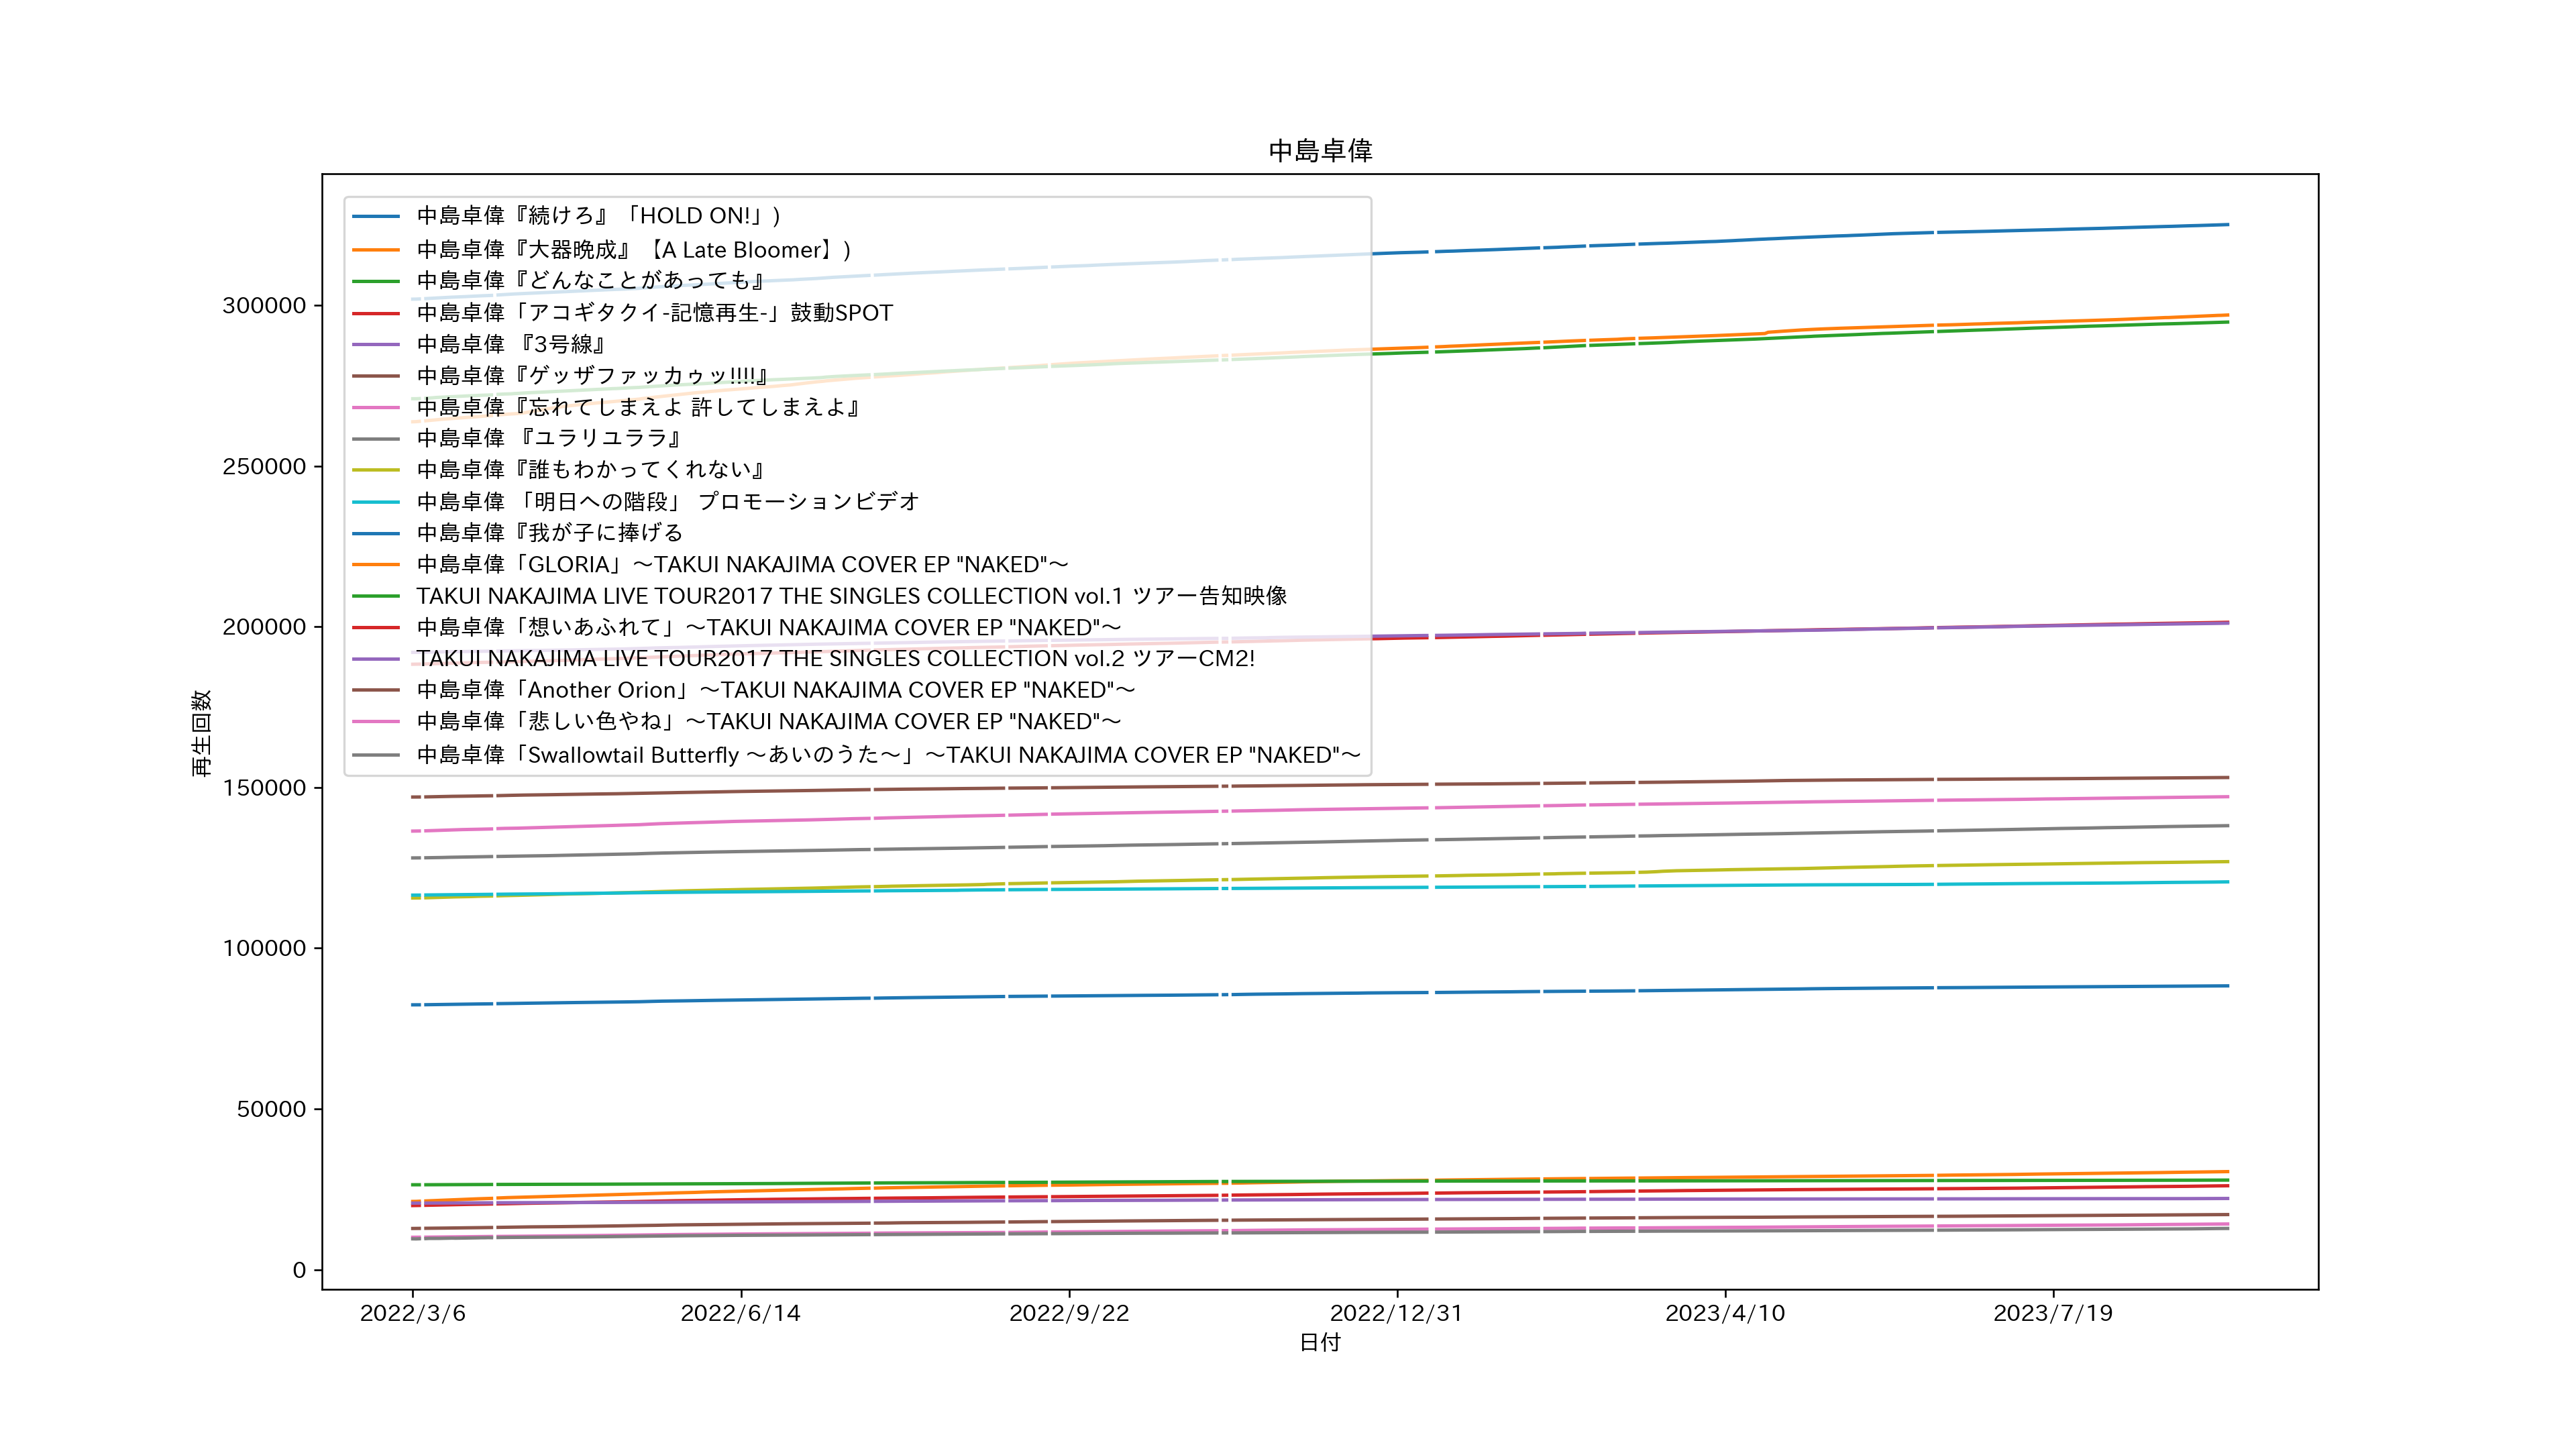 中島卓偉
中島卓偉『続けろ』「HOLD ON!」)
中島卓偉『大器晩成』【A Late Bloomer】)
中島卓偉『どんなことがあっても』
中島卓偉「アコギタクイ-記憶再生-」鼓動SPOT
中島卓偉 『3号線』
中島卓偉『ゲッザファッカゥッ!!!!』
中島卓偉『忘れてしまえよ 許してしまえよ』
中島卓偉 『ユラリユララ』
中島卓偉『誰もわかってくれない』
中島卓偉 「明日への階段」 プロモーションビデオ
中島卓偉『我が子に捧げる
中島卓偉「GLORIA」〜TAKUI NAKAJIMA COVER EP "NAKED"〜
TAKUI NAKAJIMA LIVE TOUR2017 THE SINGLES COLLECTION vol.1 ツアー告知映像
中島卓偉「想いあふれて」〜TAKUI NAKAJIMA COVER EP "NAKED"〜
TAKUI NAKAJIMA LIVE TOUR2017 THE SINGLES COLLECTION vol.2 ツアーCM2!
中島卓偉「Another Orion」〜TAKUI NAKAJIMA COVER EP "NAKED"〜
中島卓偉「悲しい色やね」〜TAKUI NAKAJIMA COVER EP "NAKED"〜
中島卓偉「Swallowtail Butterfly 〜あいのうた〜」〜TAKUI NAKAJIMA COVER EP "NAKED"〜
再生回数
300000
250000
200000
150000
100000
50000
0
2022/3/6 2022/6/14 2022/9/22 2022/12/31 2023/4/10 2023/7/19
日付